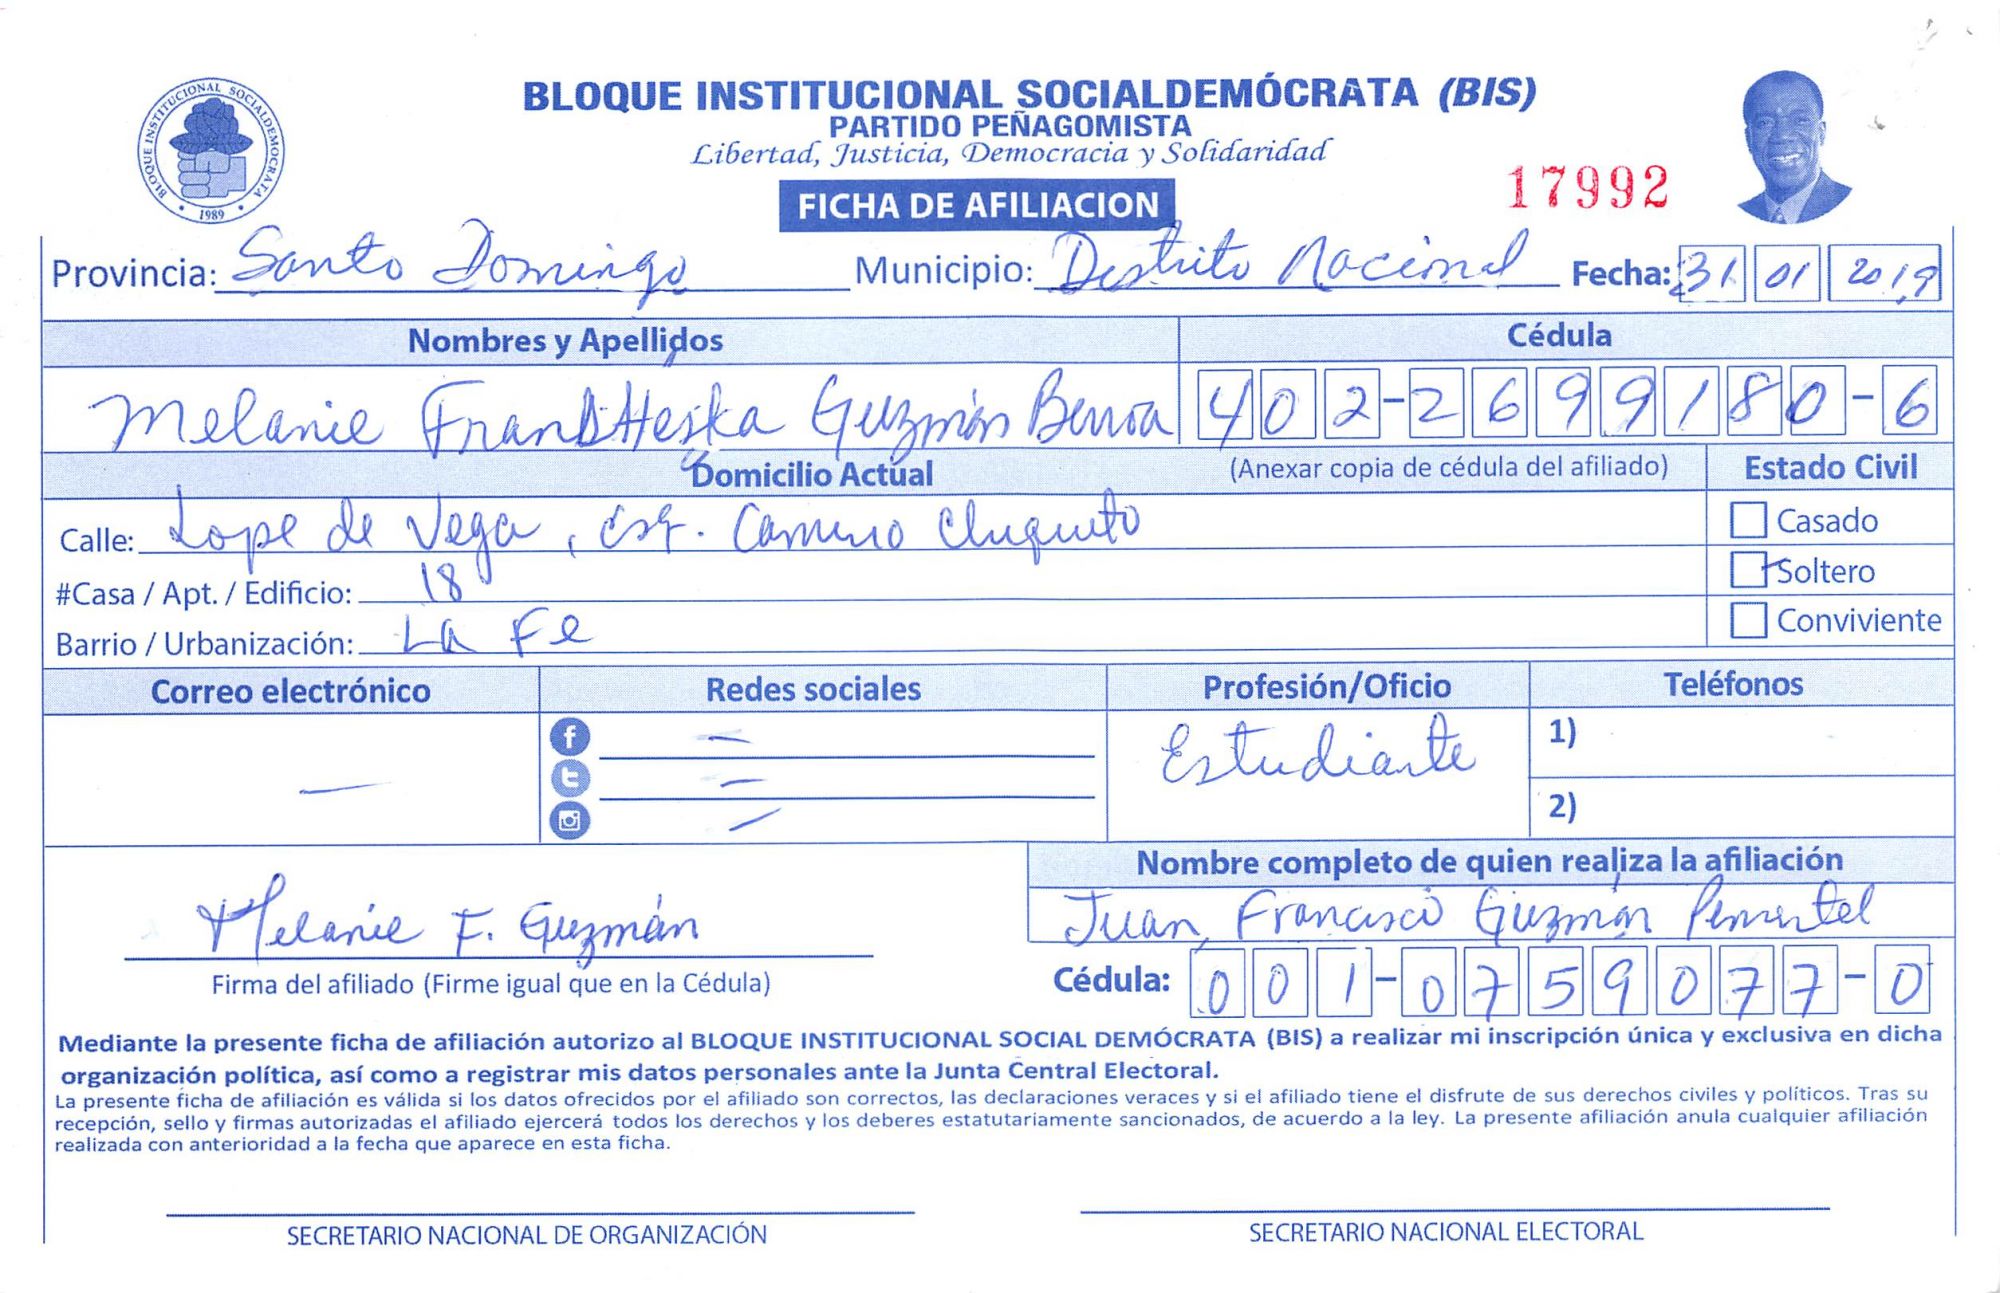 BLOQUE INSTITUCIONAL SOCIALDEMOCRATA
1989
BLOQUE INSTITUCIONAL SOCIALDEMÓCRATA (BIS)
PARTIDO PEÑAGOMISTA
Libertad, Justicia, Democracia y Solidaridad
FICHA DE AFILIACION
17992
Provincia: Santo Domingo Municipio: Distrito Nacional Fecha: 31 01 2019
Nombres y Apellidos Cédula
Melanie Guzmán Berroa 402-2699180-6
Domicilio Actual (Anexar copia de cédula del afiliado) Estado Civil
Calle: Lope de Vega, esq. Camino Chiquito
Casado
#Casa / Apt. / Edificio: 18
Soltero
Barrio / Urbanización: La Fe
Conviviente
Correo electrónico Redes sociales Profesión/Oficio Teléfonos
— — Estudiante 1)
—
— 2)
Nombre completo de quien realiza la afiliación
Melanie F. Guzmán Juan Francisco Guzmán Pimentel
Firma del afiliado (Firme igual que en la Cédula) Cédula: 001-0759077-0
Mediante la presente ficha de afiliación autorizo al BLOQUE INSTITUCIONAL SOCIAL DEMÓCRATA (BIS) a realizar mi inscripción única y exclusiva en dicha
organización política, así como a registrar mis datos personales ante la Junta Central Electoral.
La presente ficha de afiliación es válida si los datos ofrecidos por el afiliado son correctos, las declaraciones veraces y si el afiliado tiene el disfrute de sus derechos civiles y políticos. Tras su
recepción, sello y firmas autorizadas el afiliado ejercerá todos los derechos y los deberes estatutariamente sancionados, de acuerdo a la ley. La presente afiliación anula cualquier afiliación
realizada con anterioridad a la fecha que aparece en esta ficha.
SECRETARIO NACIONAL DE ORGANIZACIÓN SECRETARIO NACIONAL ELECTORAL